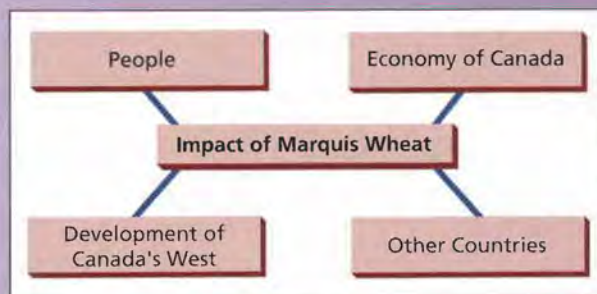 People
Economy of Canada
Impact of Marquis Wheat
Development of
Canada's West
Other Countries